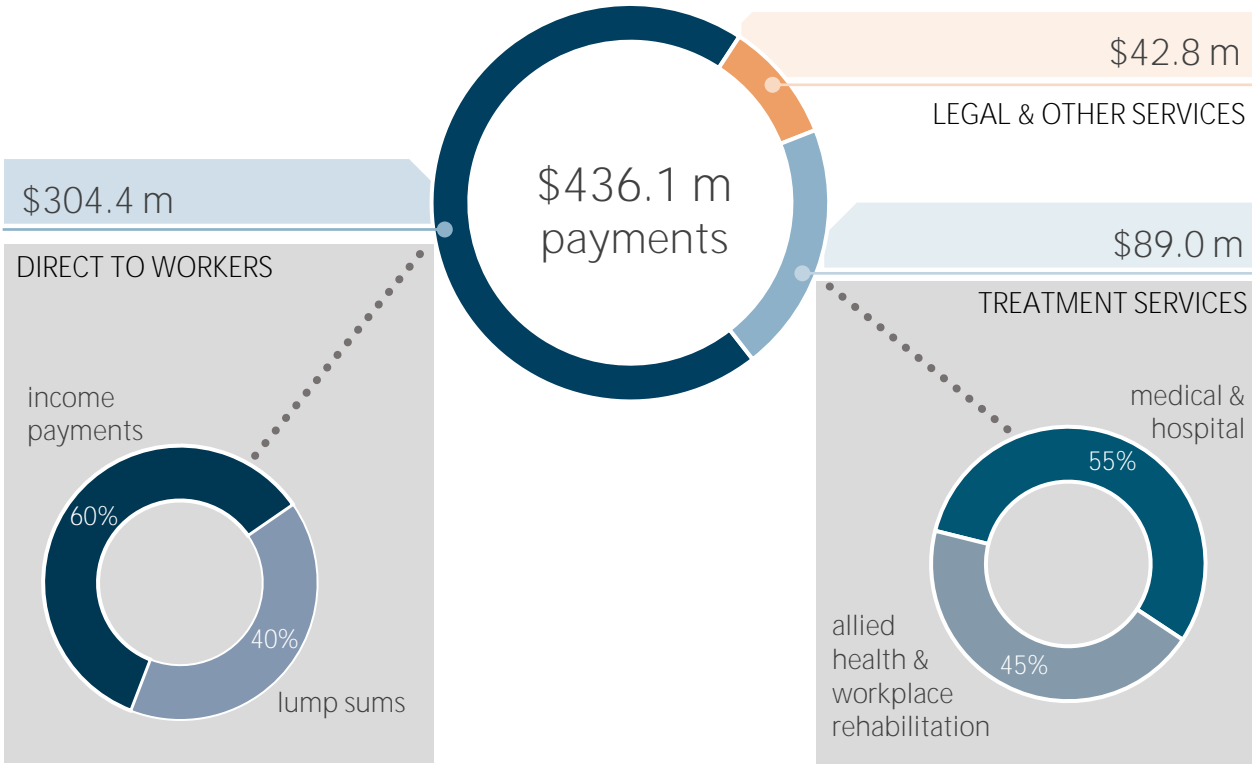 $436.1 m
payments
$42.8 m
LEGAL & OTHER SERVICES
$304.4 m
DIRECT TO WORKERS
income
payments
60%
40%
lump sums
$89.0 m
TREATMENT SERVICES
medical &
hospital
55%
45%
allied
health &
workplace
rehabilitation